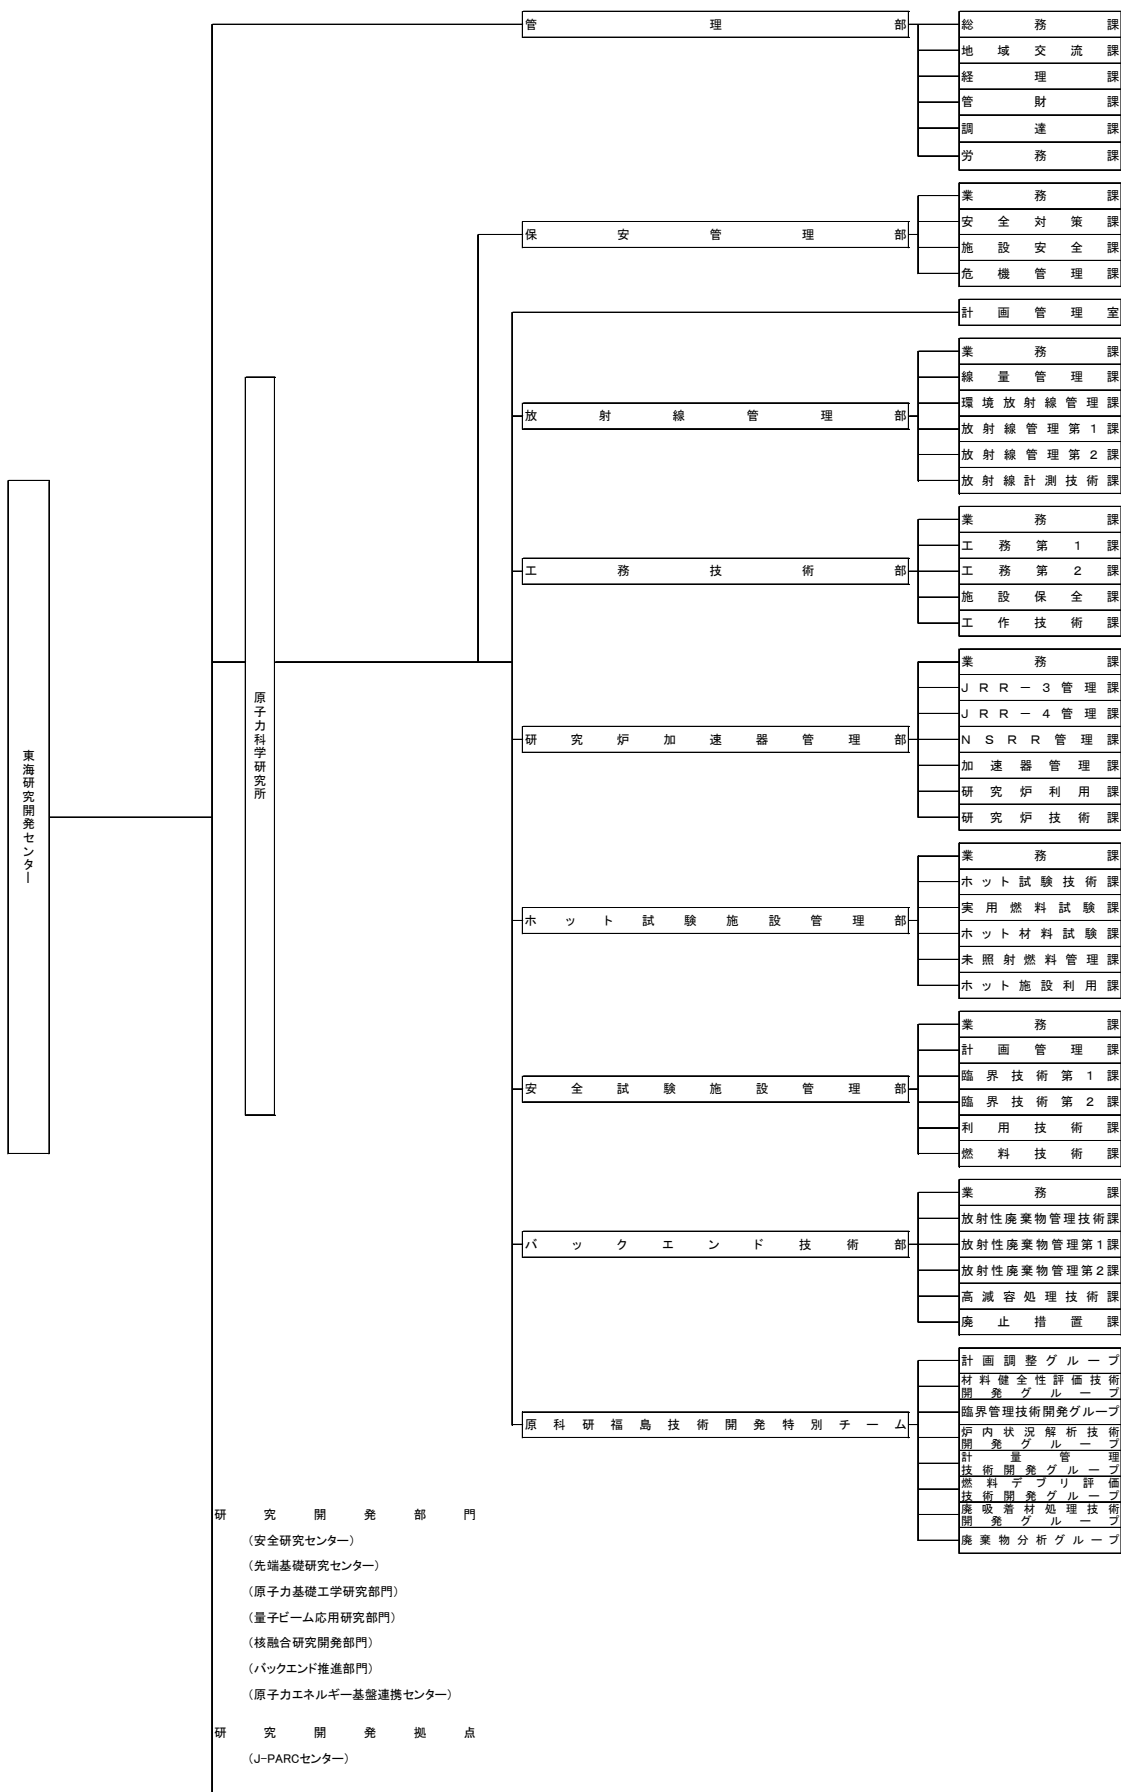 東海研究開発センター
原子力科学研究所
管理部
総務課
地域交流課
経理課
管財課
調達課
労務課
保安管理部
業務課
安全対策課
施設安全課
危機管理課
計画管理室
放射線管理部
業務課
線量管理課
環境放射線管理課
放射線管理第1課
放射線管理第2課
放射線計測技術課
工務技術部
業務課
工務第1課
工務第2課
施設保全課
工作技術課
研究炉加速器管理部
業務課
JRR－3管理課
JRR－4管理課
NSRR管理課
加速器管理課
研究炉利用課
研究炉技術課
ホット試験施設管理部
業務課
ホット試験技術課
実用燃料試験課
ホット材料試験課
未照射燃料管理課
ホット施設利用課
安全試験施設管理部
業務課
計画管理課
臨界技術第1課
臨界技術第2課
利用技術課
燃料技術課
バックエンド技術部
業務課
放射性廃棄物管理技術課
放射性廃棄物管理第1課
放射性廃棄物管理第2課
高減容処理技術課
廃止措置課
原科研福島技術開発特別チーム
計画調整グループ
材料健全性評価技術
開発グループ
臨界管理技術開発グループ
炉内状況解析技術
開発グループ
計量管理
技術開発グループ
燃料デブリ評価
技術開発グループ
廃吸着材処理技術
開発グループ
廃棄物分析グループ
研究開発部門
（安全研究センター）
（先端基礎研究センター）
（原子力基礎工学研究部門）
（量子ビーム応用研究部門）
（核融合研究開発部門）
（バックエンド推進部門）
（原子力エネルギー基盤連携センター）
研究開発拠点
（J-PARCセンター）